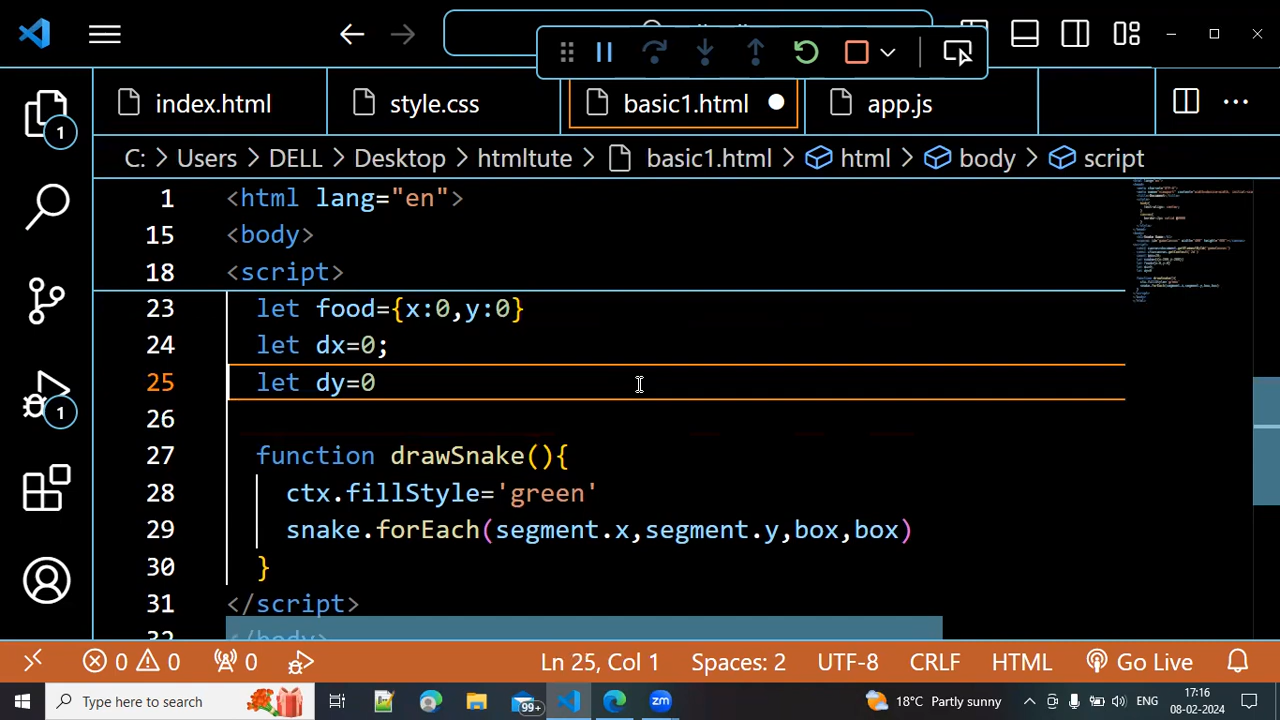 index.html
style.css
basic1.html
app.js
C: > Users > DELL > Desktop > htmltute > basic1.html > html > body > script
1 <html lang="en" >
15 <body>
18 <script>
23 let food={x:0,y:0}
24 let dx=0;
25 let dy=0
26
27 function drawSnake(){
28 ctx.fillStyle='green'
29 snake.forEach(segment.x,segment.y,box,box)
30 }
31 </script>
1
1
0 0 0 Ln 25, Col 1 Spaces: 2 UTF-8 CRLF HTML Go Live
Type here to search 99+ zm 18°C Partly sunny ENG 17:16
08-02-2024